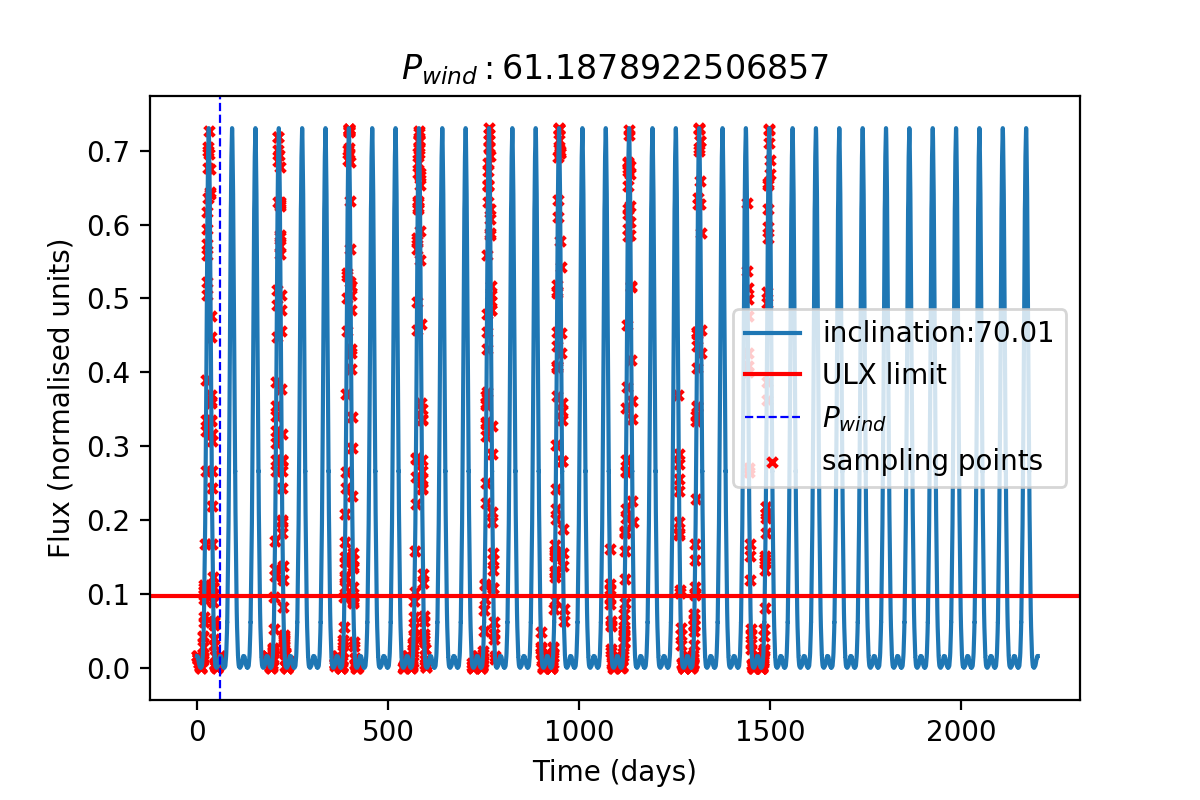 P_wind : 61.1878922506857
Flux (normalised units)
0.7
0.6
0.5
0.4
0.3
0.2
0.1
0.0
inclination:70.01
ULX limit
P_wind
sampling points
0 500 1000 1500 2000
Time (days)